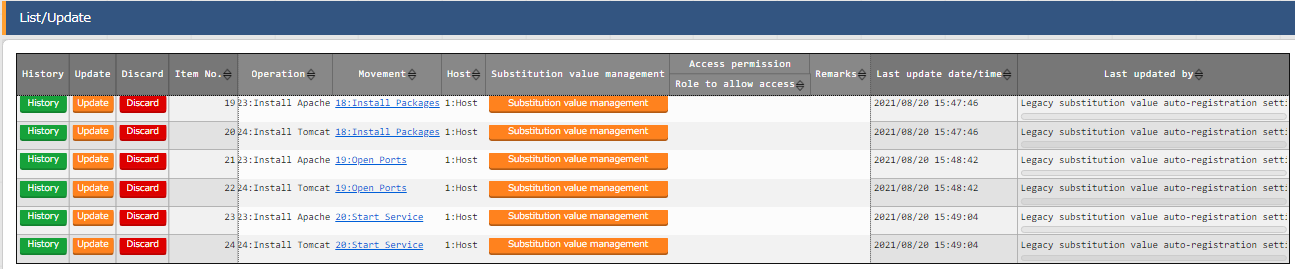 List/Update
Access permission
History Update Discard Item No. Operation Movement Host Substitution value management Role to allow access Remarks Last update date/time Last updated by
History Update Discard 19 23:Install Apache 18:Install Packages 1:Host Substitution value management 2021/08/20 15:47:46 Legacy substitution value auto-registration setti
History Update Discard 20 24:Install Tomcat 18:Install Packages 1:Host Substitution value management 2021/08/20 15:47:46 Legacy substitution value auto-registration setti
History Update Discard 21 23:Install Apache 19:Open Ports 1:Host Substitution value management 2021/08/20 15:48:42 Legacy substitution value auto-registration setti
History Update Discard 22 24:Install Tomcat 19:Open Ports 1:Host Substitution value management 2021/08/20 15:48:42 Legacy substitution value auto-registration setti
History Update Discard 23 23:Install Apache 20:Start Service 1:Host Substitution value management 2021/08/20 15:49:04 Legacy substitution value auto-registration setti
History Update Discard 24 24:Install Tomcat 20:Start Service 1:Host Substitution value management 2021/08/20 15:49:04 Legacy substitution value auto-registration setti